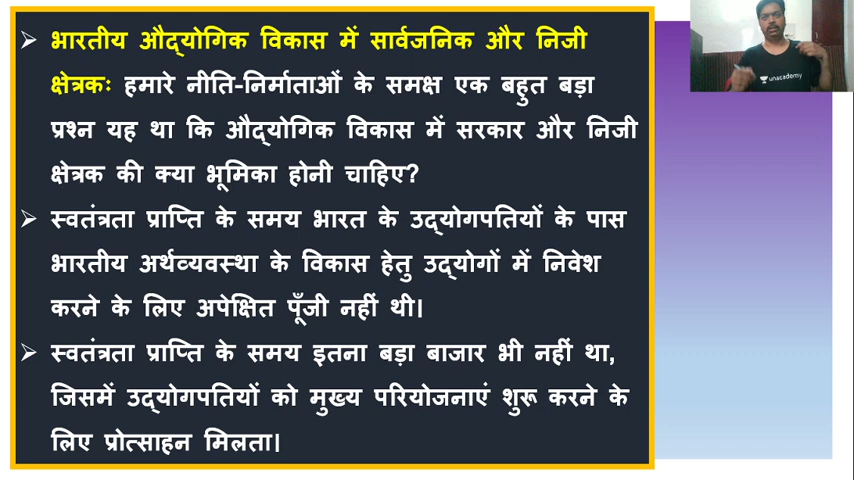 ➢ भारतीय औद्योगिक विकास में सार्वजनिक और निजी
क्षेत्रकः हमारे नीति-निर्माताओं के समक्ष एक बहुत बड़ा
प्रश्न यह था कि औद्योगिक विकास में सरकार और निजी
क्षेत्रक की क्या भूमिका होनी चाहिए?
➢ स्वतंत्रता प्राप्ति के समय भारत के उद्योगपतियों के पास
भारतीय अर्थव्यवस्था के विकास हेतु उद्योगों में निवेश
करने के लिए अपेक्षित पूँजी नहीं थी।
➢ स्वतंत्रता प्राप्ति के समय इतना बड़ा बाजार भी नहीं था,
जिसमें उद्योगपतियों को मुख्य परियोजनाएं शुरू करने के
लिए प्रोत्साहन मिलता।
unacademy